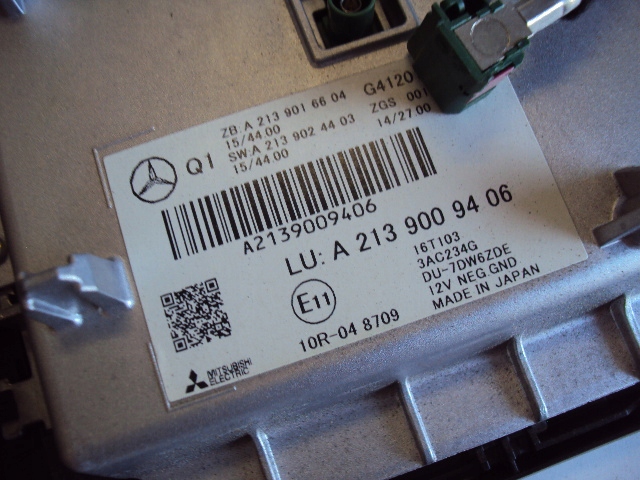 ZB.A 213 901 66 04 G4120
15/44.00 ZGS 001
SW.A 213 902 44 03 14/27.00
15/44.00
Q1
A2139009406
LU: A 213 900 94 06
16T103
3AC234G
DU-7DW6ZDE
12V NEG.GND
MADE IN JAPAN
E11
10R-04 8709
MITSUBISHI
ELECTRIC